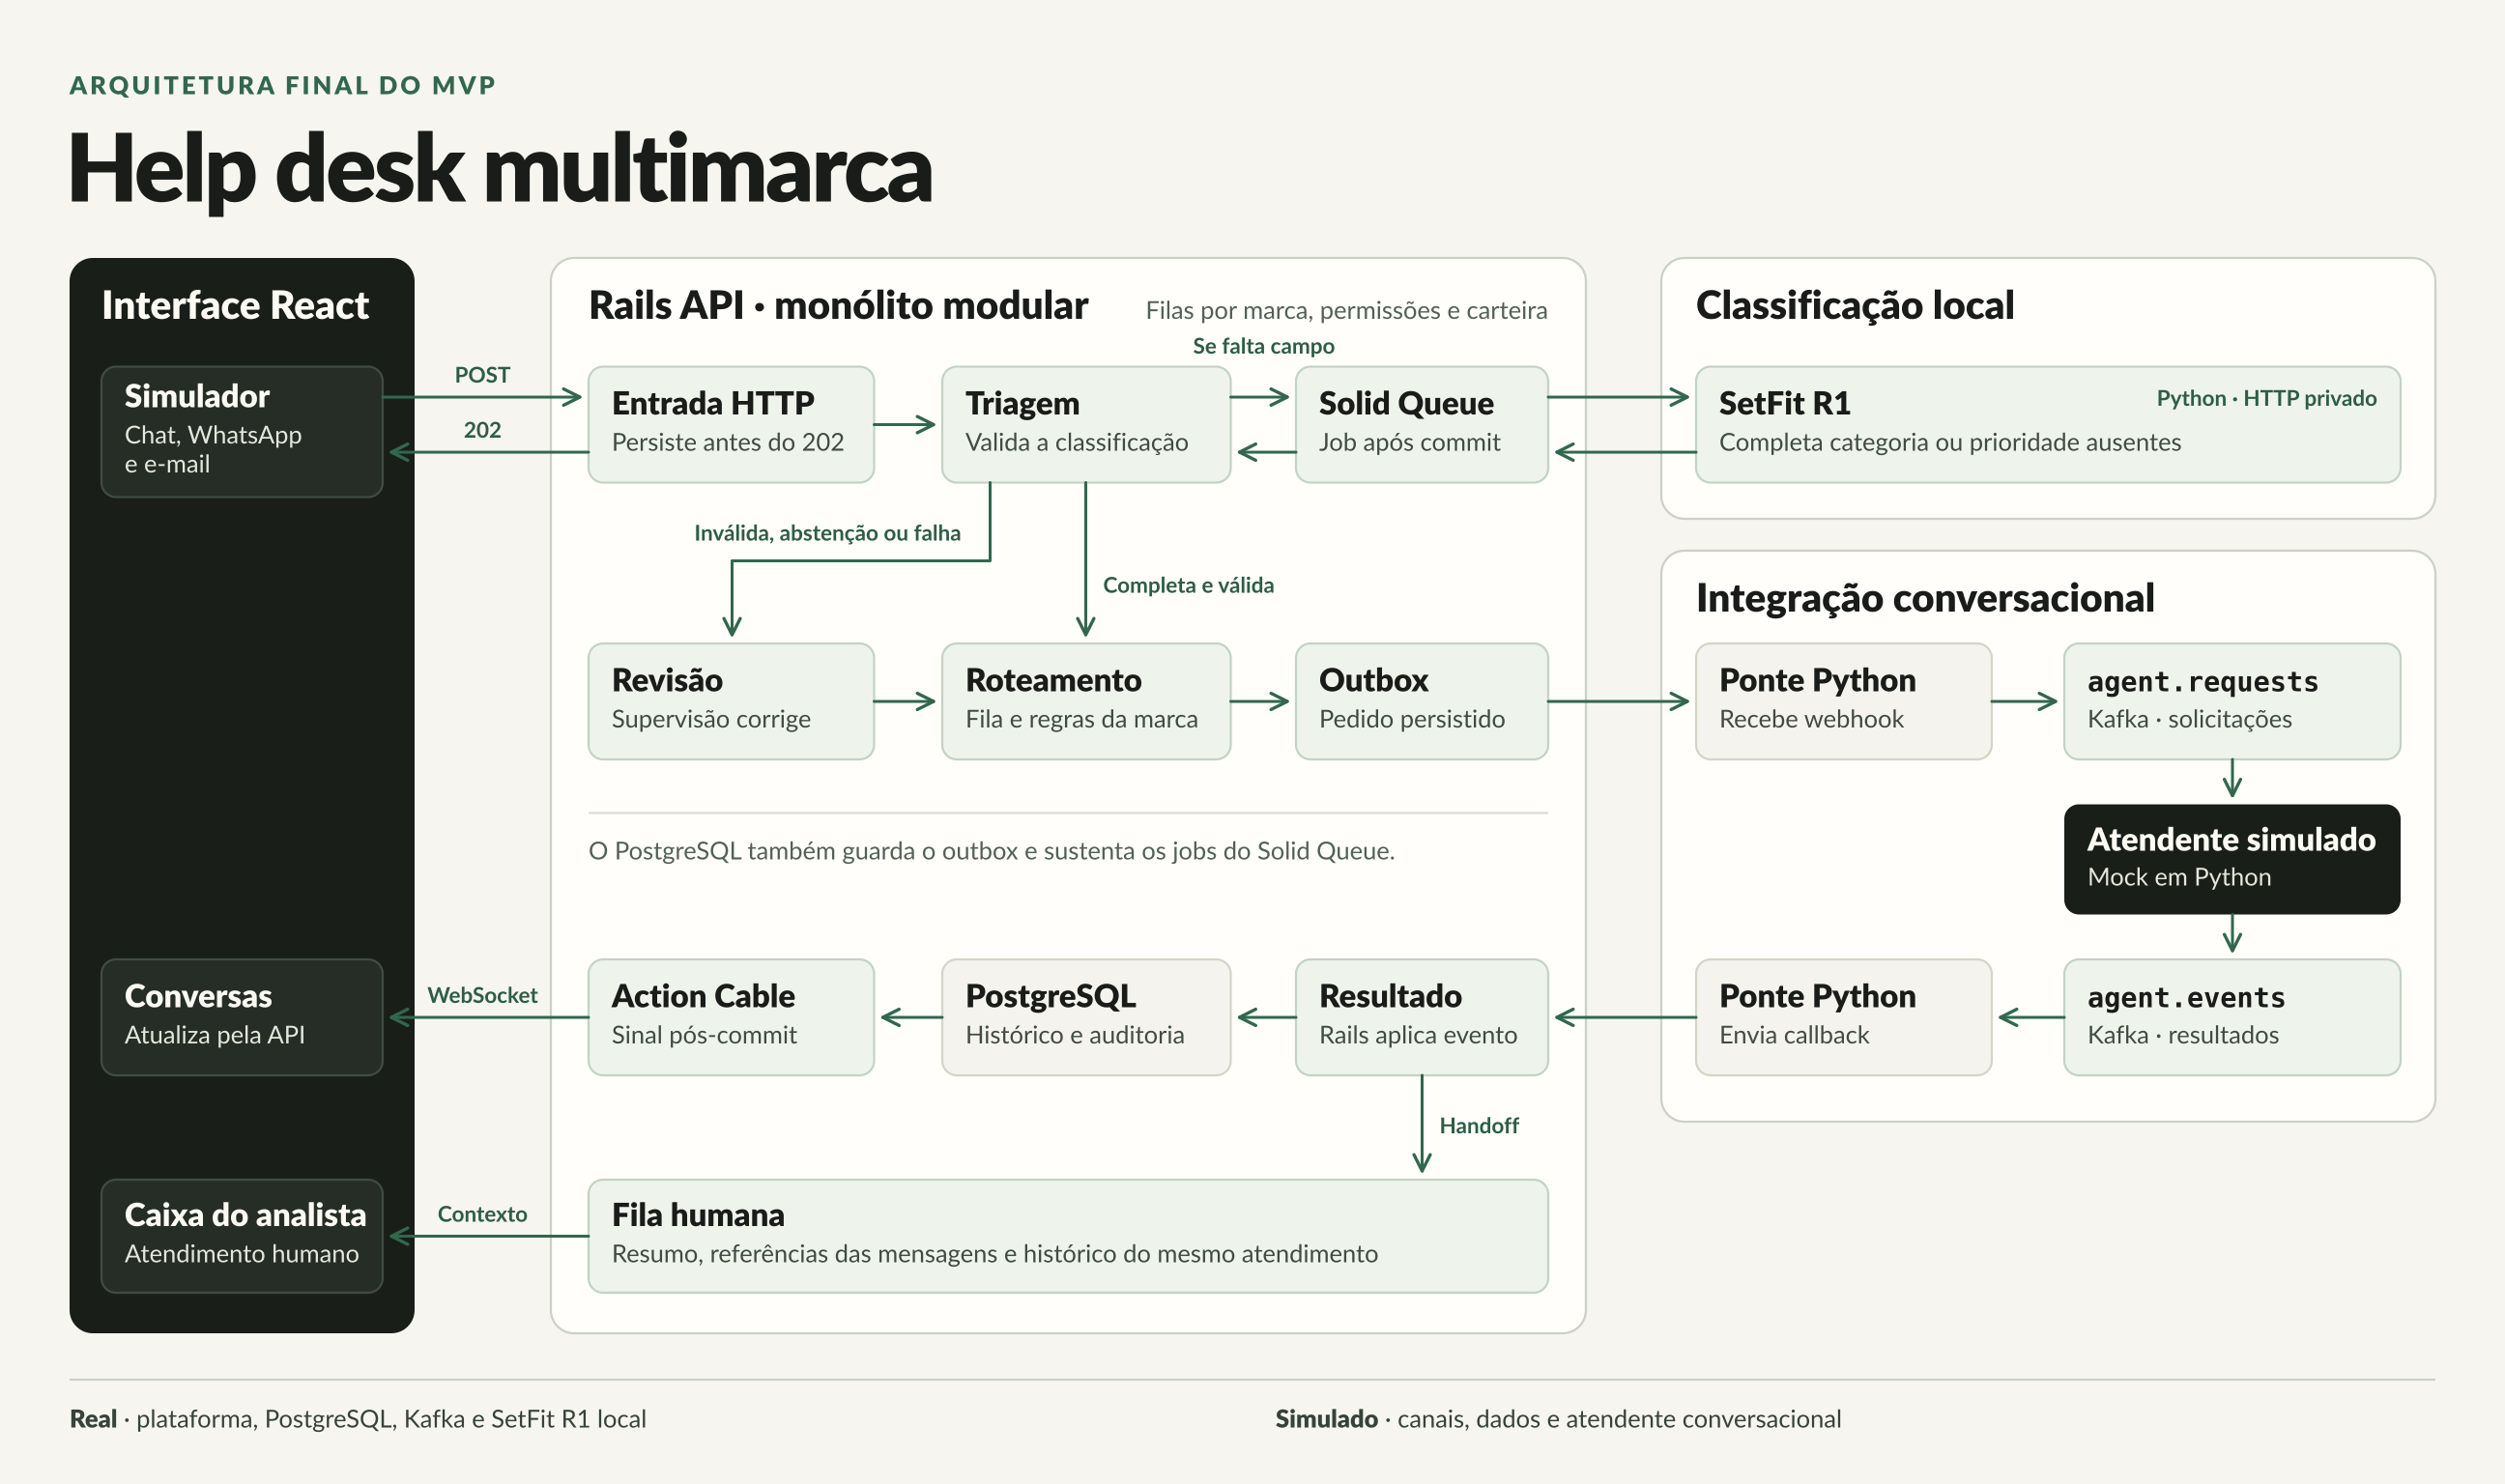 ARQUITETURA FINAL DO MVP
Help desk multimarca
Interface React
Simulador
Chat, WhatsApp
e e-mail
POST
202
Rails API · monólito modular
Filas por marca, permissões e carteira
Se falta campo
Entrada HTTP
Persiste antes do 202
Triagem
Valida a classificação
Solid Queue
Job após commit
Classificação local
SetFit R1
Python · HTTP privado
Completa categoria ou prioridade ausentes
Inválida, abstenção ou falha
Completa e válida
Revisão
Supervisão corrige
Roteamento
Fila e regras da marca
Outbox
Pedido persistido
Integração conversacional
Ponte Python
Recebe webhook
agent.requests
Kafka · solicitações
Atendente simulado
Mock em Python
O PostgreSQL também guarda o outbox e sustenta os jobs do Solid Queue.
Conversas
Atualiza pela API
WebSocket
Action Cable
Sinal pós-commit
PostgreSQL
Histórico e auditoria
Resultado
Rails aplica evento
Ponte Python
Envia callback
agent.events
Kafka · resultados
Handoff
Caixa do analista
Atendimento humano
Contexto
Fila humana
Resumo, referências das mensagens e histórico do mesmo atendimento
Real · plataforma, PostgreSQL, Kafka e SetFit R1 local
Simulado · canais, dados e atendente conversacional